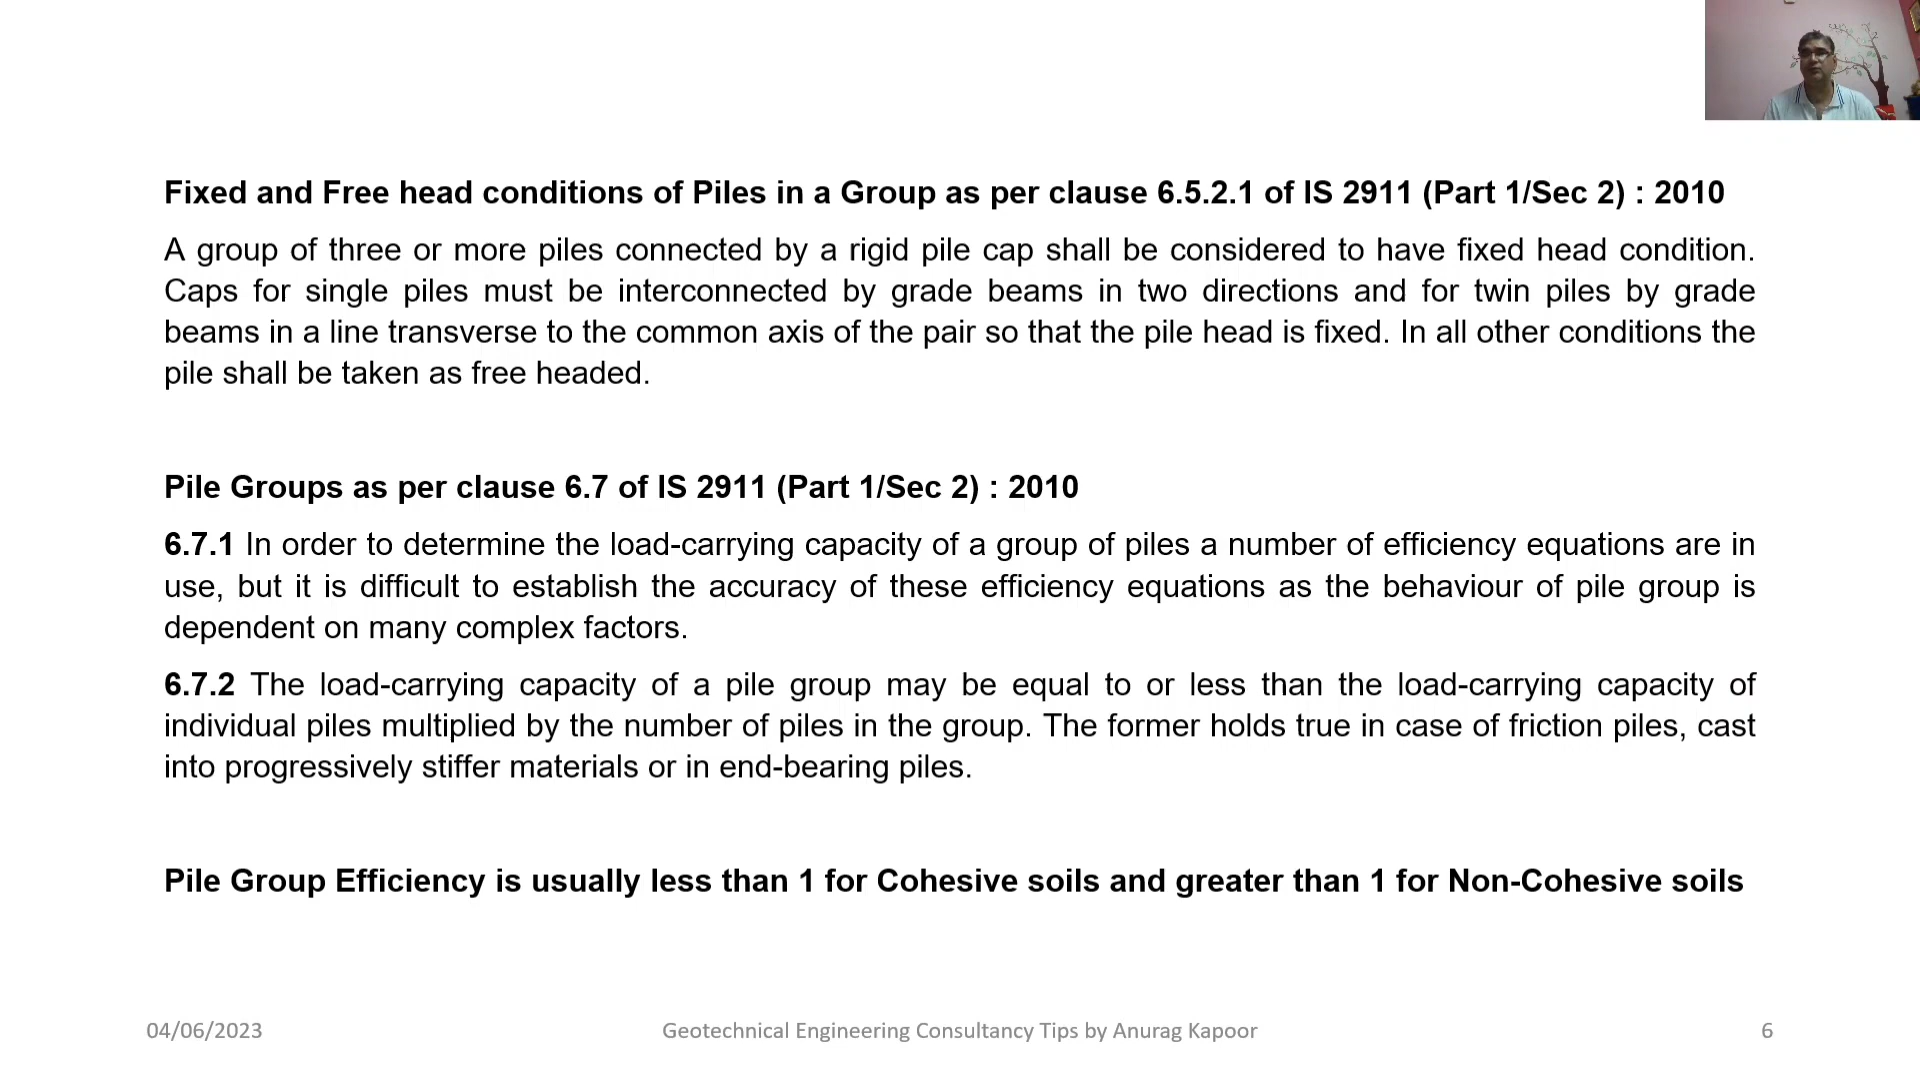 Fixed and Free head conditions of Piles in a Group as per clause 6.5.2.1 of IS 2911 (Part 1/Sec 2) : 2010
A group of three or more piles connected by a rigid pile cap shall be considered to have fixed head condition.
Caps for single piles must be interconnected by grade beams in two directions and for twin piles by grade
beams in a line transverse to the common axis of the pair so that the pile head is fixed. In all other conditions the
pile shall be taken as free headed.
Pile Groups as per clause 6.7 of IS 2911 (Part 1/Sec 2) : 2010
6.7.1 In order to determine the load-carrying capacity of a group of piles a number of efficiency equations are in
use, but it is difficult to establish the accuracy of these efficiency equations as the behaviour of pile group is
dependent on many complex factors.
6.7.2 The load-carrying capacity of a pile group may be equal to or less than the load-carrying capacity of
individual piles multiplied by the number of piles in the group. The former holds true in case of friction piles, cast
into progressively stiffer materials or in end-bearing piles.
Pile Group Efficiency is usually less than 1 for Cohesive soils and greater than 1 for Non-Cohesive soils
04/06/2023
Geotechnical Engineering Consultancy Tips by Anurag Kapoor
6